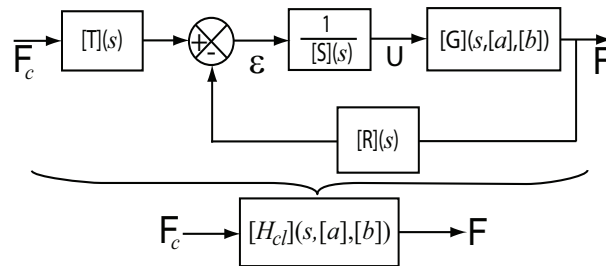 [T](s)
+
-
1
[S](s)
[G](s,[a],[b])
F_c
ε
U
F
[R](s)
F_c
[H_cl](s,[a],[b])
F